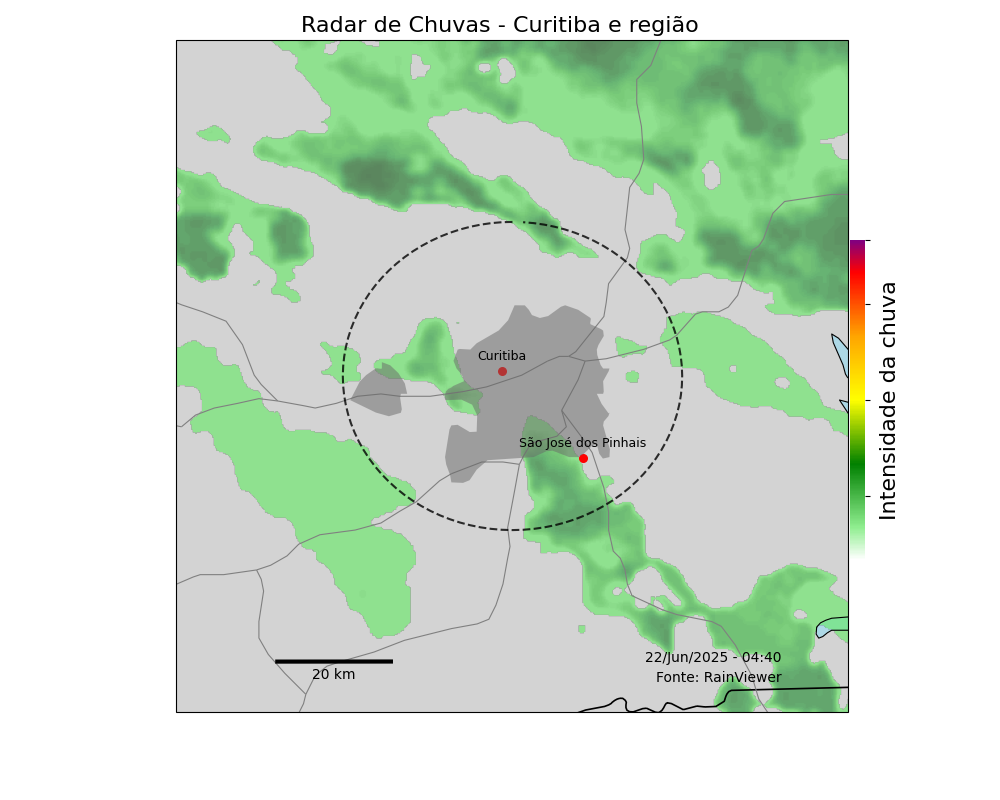 Radar de Chuvas - Curitiba e região
Curitiba
São José dos Pinhais
Intensidade da chuva
22/Jun/2025 - 04:40
20 km
Fonte: RainViewer